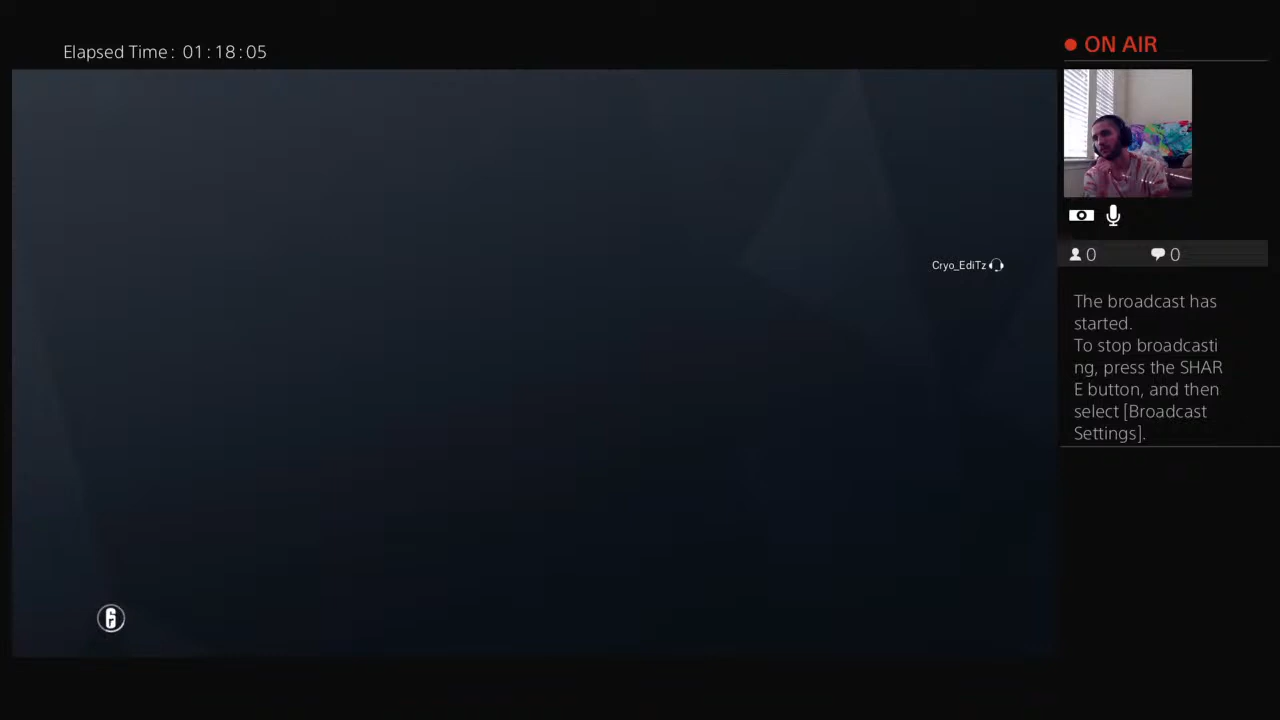 Elapsed Time: 01:18:05
ON AIR
0 0
Cryo_EdiTz
The broadcast has
started.
To stop broadcasti
ng, press the SHAR
E button, and then
select [Broadcast
Settings].
6